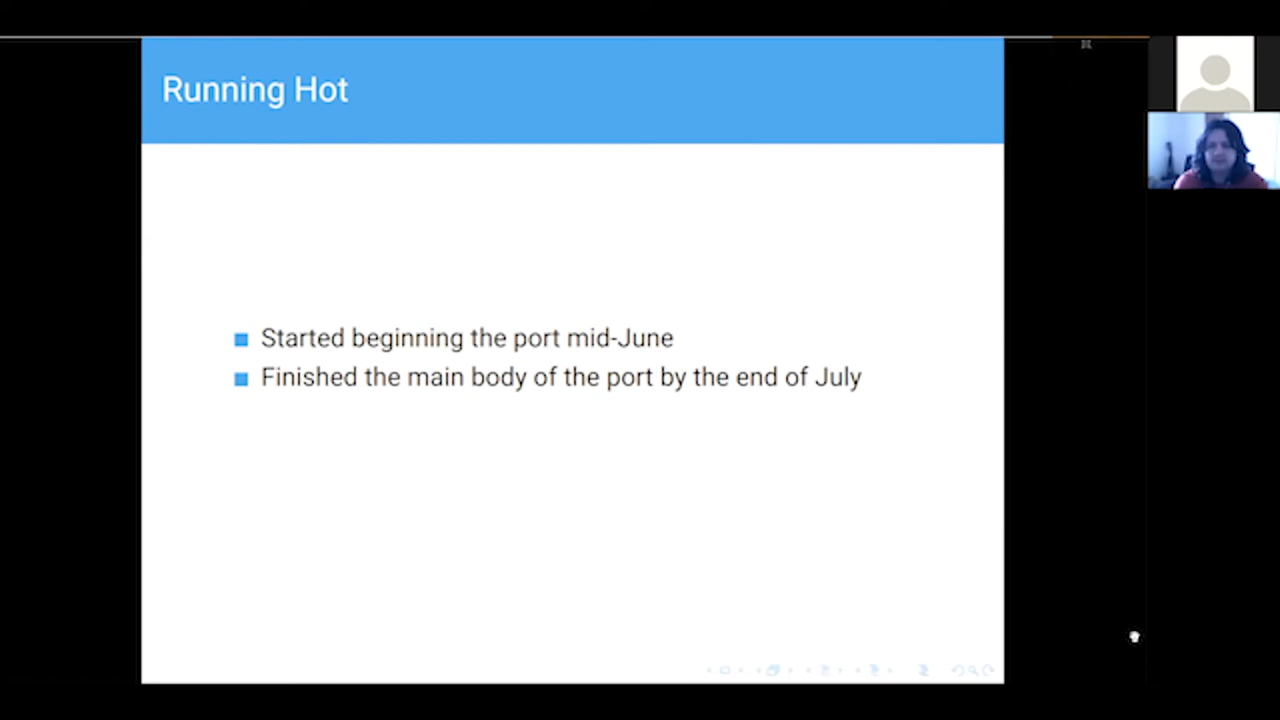 Running Hot
Started beginning the port mid-June
Finished the main body of the port by the end of July